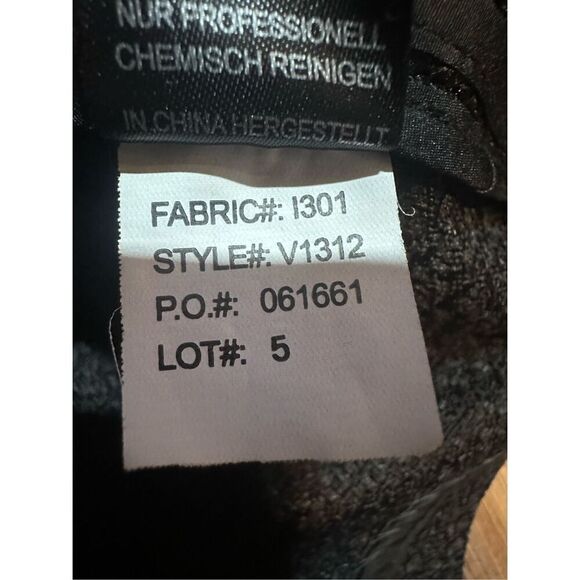 NUR PROFESSIONELL
CHEMISCH REINIGEN
IN CHINA HERGESTELLT
FABRIC#: I301
STYLE#: V1312
P.O.#: 061661
LOT#: 5